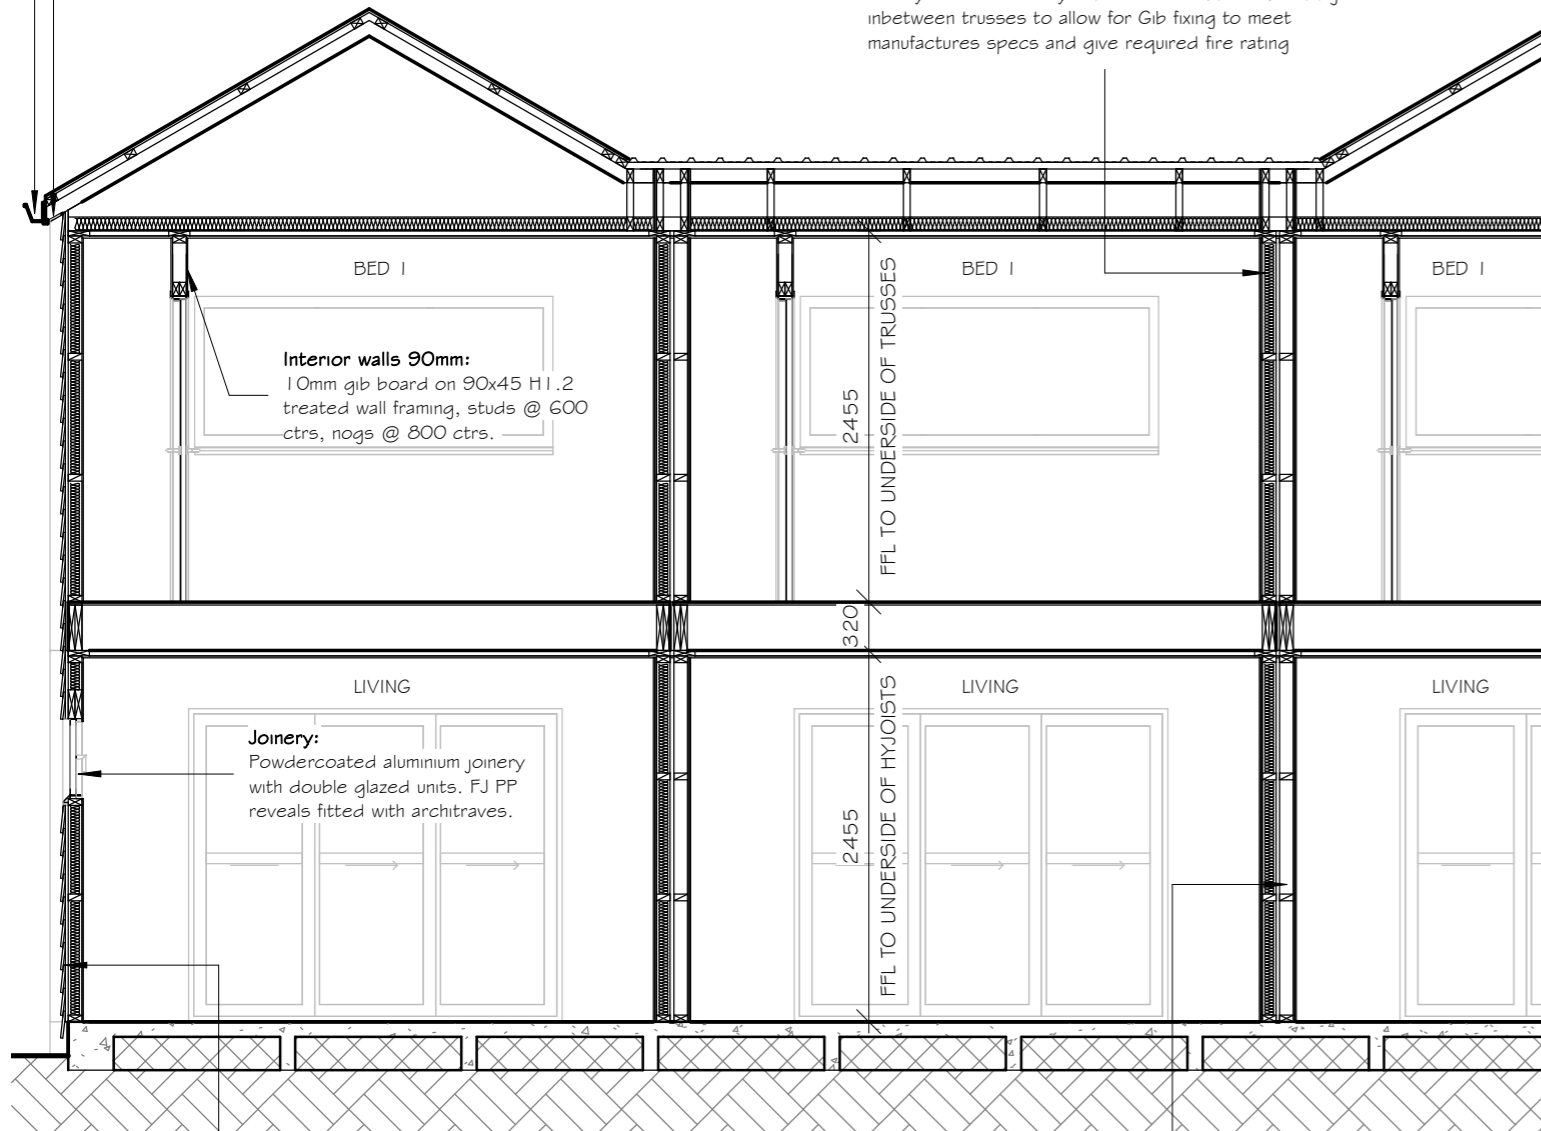 inbetween trusses to allow for Gib fixing to meet
manufactures specs and give required fire rating
BED 1
BED 1
BED 1
Interior walls 90mm:
10mm gib board on 90x45 H1.2
treated wall framing, studs @ 600
ctrs, nogs @ 800 ctrs.
2455
FFL TO UNDERSIDE OF TRUSSES
320
LIVING
LIVING
LIVING
Joinery:
Powdercoated aluminium joinery
with double glazed units. FJ PP
reveals fitted with architraves.
2455
FFL TO UNDERSIDE OF HYJOISTS